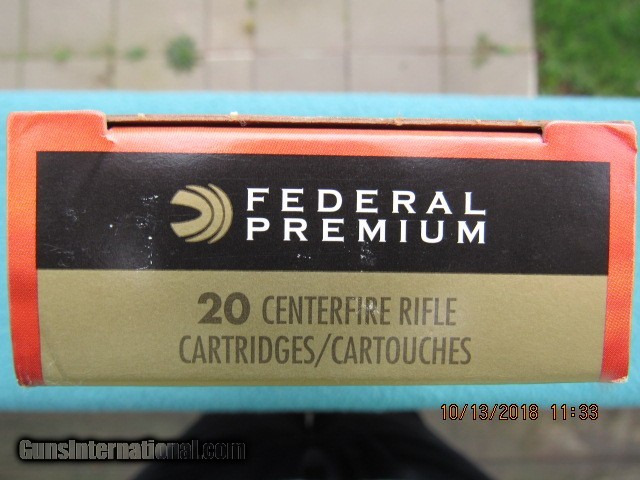 FEDERAL
PREMIUM
20 CENTERFIRE RIFLE
CARTRIDGES/CARTOUCHES
10/13/2018 11:33
GunsInternational.com